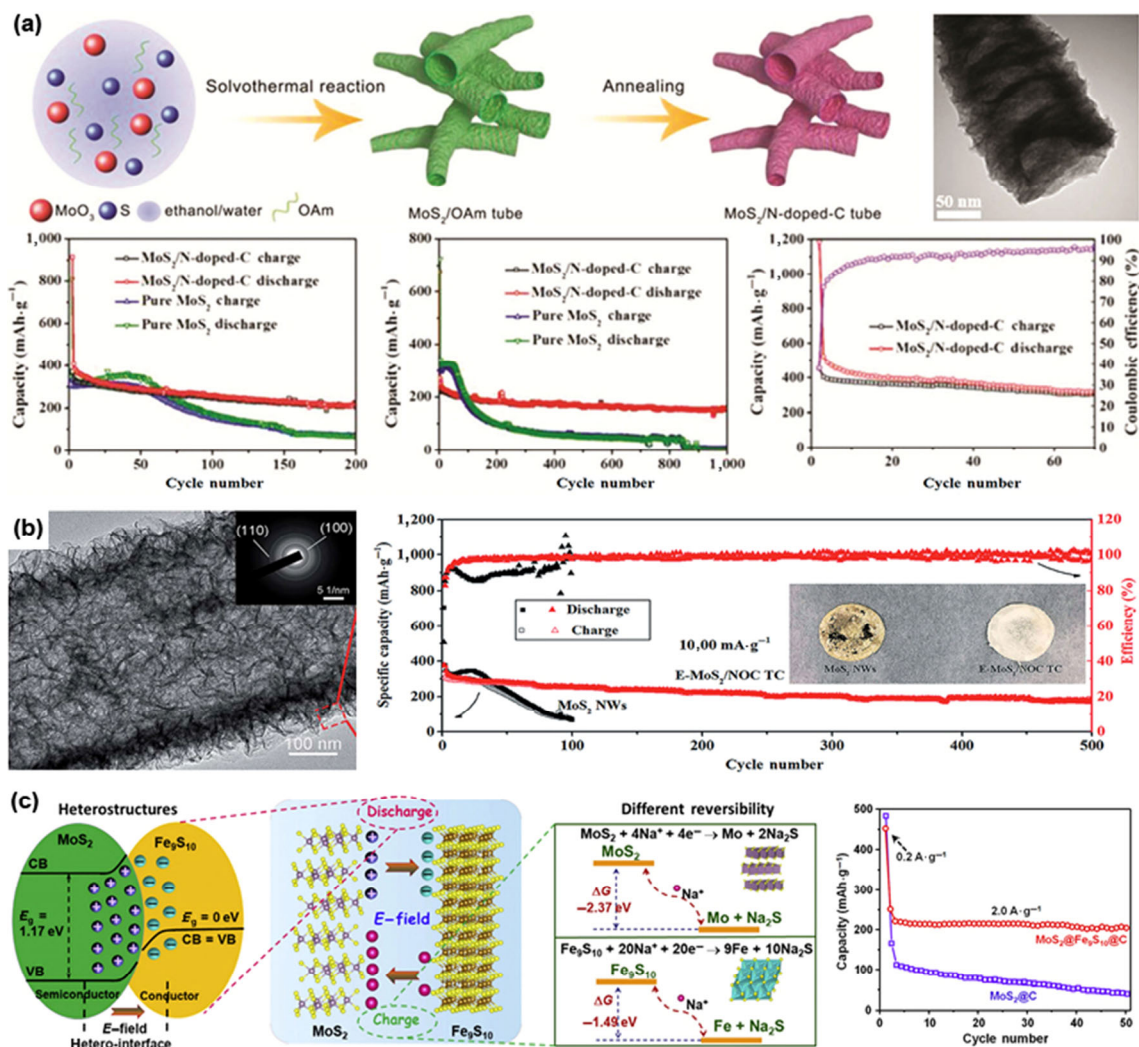 (a)
Solvothermal reaction
Annealing
50 nm
MoO3 S ethanol/water OAm
MoS2/OAm tube
MoS2/N-doped-C tube
1,000
800
600
400
200
0
Capacity (mAh·g−1)
MoS2/N-doped-C charge
MoS2/N-doped-C discharge
Pure MoS2 charge
Pure MoS2 discharge
0 50 100 150 200
Cycle number
1,000
800
600
400
200
0
Capacity (mAh·g−1)
MoS2/N-doped-C charge
MoS2/N-doped-C disharge
Pure MoS2 charge
Pure MoS2 discharge
0 200 400 600 800 1,000
Cycle number
1,200
1,000
800
600
400
200
0
Capacity (mAh·g−1)
MoS2/N-doped-C charge
MoS2/N-doped-C discharge
100
90
80
70
60
50
40
30
20
10
0
Coulombic efficiency (%)
0 20 40 60
Cycle number
(b)
(110) (100)
5 1/nm
100 nm
1,200
1,000
800
600
400
200
0
Specific capacity (mAh·g−1)
Discharge
Charge
10,00 mA·g−1
E-MoS2/NOC TC
MoS2 NWs
MoS2 NWs
E-MoS2/NOC TC
120
100
80
60
40
20
0
Efficiency (%)
0 100 200 300 400 500
Cycle number
(c)
Heterostructures
MoS2
Fe9S10
CB
Eg =
1.17 eV
Eg = 0 eV
CB = VB
VB
Semiconductor
Conductor
E−field
Hetero-interface
Discharge
E−field
Charge
MoS2
Fe9S10
Different reversibility
MoS2 + 4Na+ + 4e− → Mo + 2Na2S
MoS2
ΔG
−2.37 eV
Na+
Mo + Na2S
Fe9S10 + 20Na+ + 20e− → 9Fe + 10Na2S
Fe9S10
ΔG
−1.49 eV
Na+
Fe + Na2S
500
400
300
200
100
0
Capacity (mAh·g−1)
0.2 A·g−1
2.0 A·g−1
MoS2@Fe9S10@C
MoS2@C
0 10 20 30 40 50
Cycle number